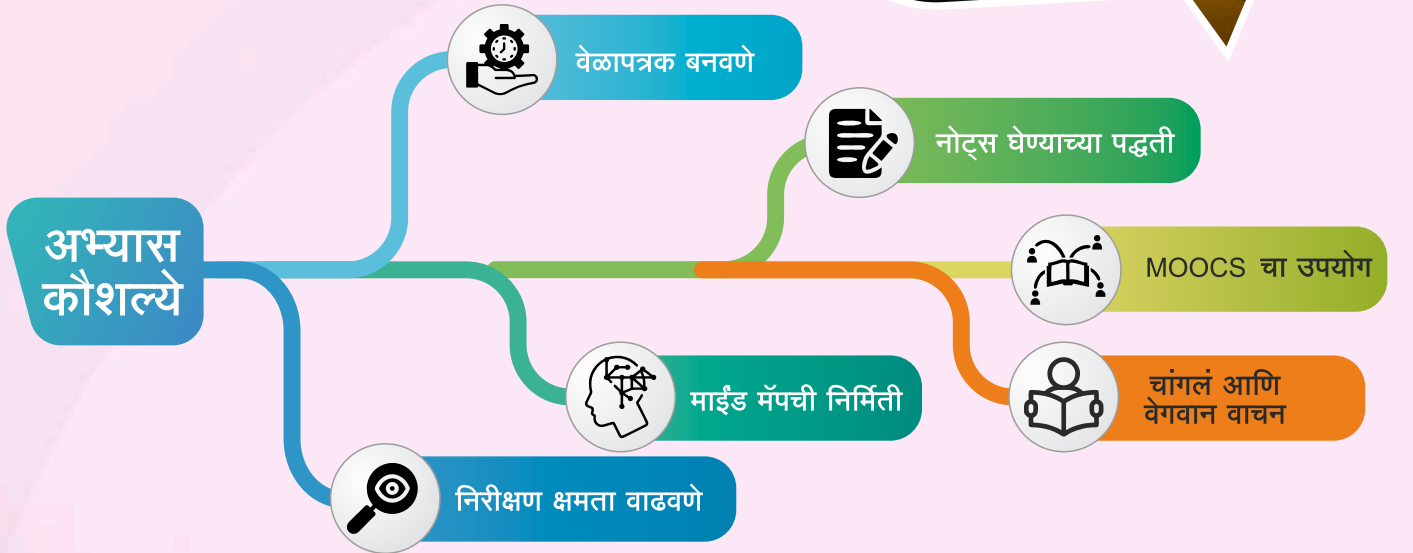 वेळापत्रक बनवणे
नोट्स घेण्याच्या पद्धती
अभ्यास
कौशल्ये
MOOCS चा उपयोग
माईंड मॅपची निर्मिती
चांगलं आणि
वेगवान वाचन
निरीक्षण क्षमता वाढवणे